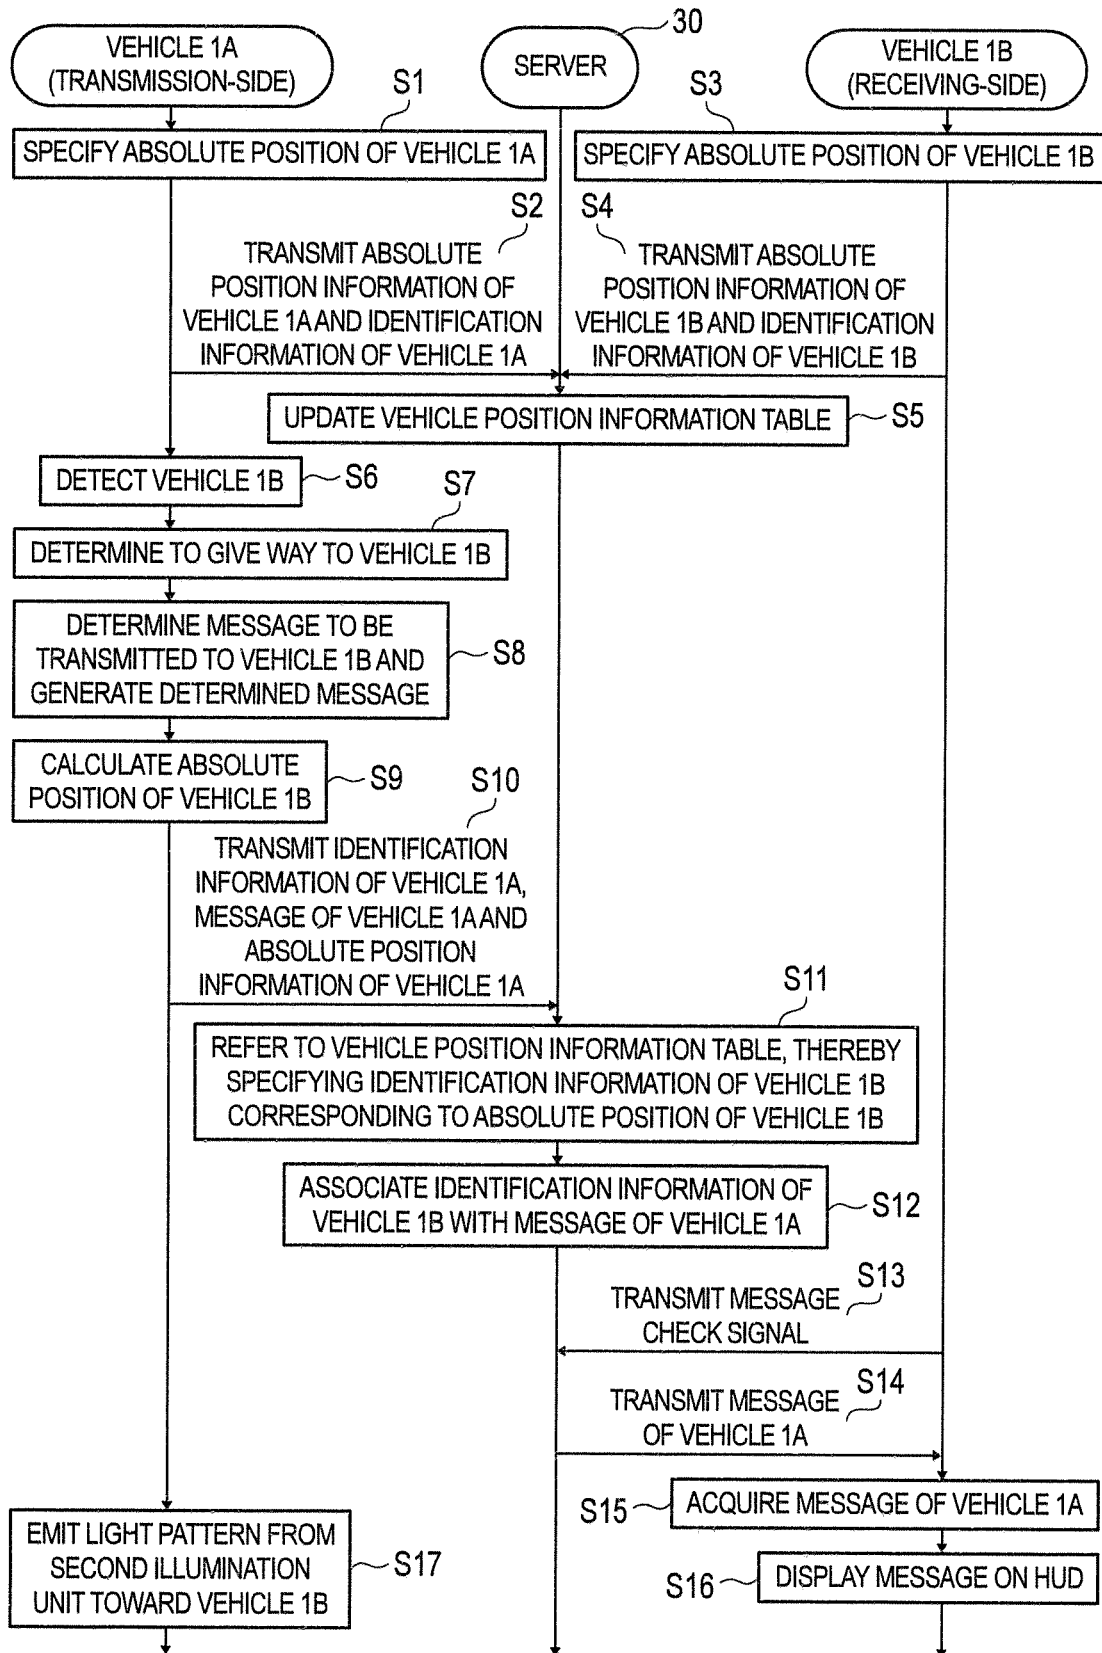 30
VEHICLE 1A
(TRANSMISSION-SIDE)
SERVER
VEHICLE 1B
(RECEIVING-SIDE)
S1
S3
SPECIFY ABSOLUTE POSITION OF VEHICLE 1A
SPECIFY ABSOLUTE POSITION OF VEHICLE 1B
S2
TRANSMIT ABSOLUTE
POSITION INFORMATION OF
VEHICLE 1A AND IDENTIFICATION
INFORMATION OF VEHICLE 1A
S4
TRANSMIT ABSOLUTE
POSITION INFORMATION OF
VEHICLE 1B AND IDENTIFICATION
INFORMATION OF VEHICLE 1B
UPDATE VEHICLE POSITION INFORMATION TABLE
S5
DETECT VEHICLE 1B
S6
S7
DETERMINE TO GIVE WAY TO VEHICLE 1B
DETERMINE MESSAGE TO BE
TRANSMITTED TO VEHICLE 1B AND
GENERATE DETERMINED MESSAGE
S8
CALCULATE ABSOLUTE
POSITION OF VEHICLE 1B
S9
S10
TRANSMIT IDENTIFICATION
INFORMATION OF VEHICLE 1A,
MESSAGE OF VEHICLE 1A AND
ABSOLUTE POSITION
INFORMATION OF VEHICLE 1A
S11
REFER TO VEHICLE POSITION INFORMATION TABLE, THEREBY
SPECIFYING IDENTIFICATION INFORMATION OF VEHICLE 1B
CORRESPONDING TO ABSOLUTE POSITION OF VEHICLE 1B
ASSOCIATE IDENTIFICATION INFORMATION OF
VEHICLE 1B WITH MESSAGE OF VEHICLE 1A
S12
S13
TRANSMIT MESSAGE
CHECK SIGNAL
S14
TRANSMIT MESSAGE
OF VEHICLE 1A
S15
ACQUIRE MESSAGE OF VEHICLE 1A
S16
DISPLAY MESSAGE ON HUD
EMIT LIGHT PATTERN FROM
SECOND ILLUMINATION
UNIT TOWARD VEHICLE 1B
S17